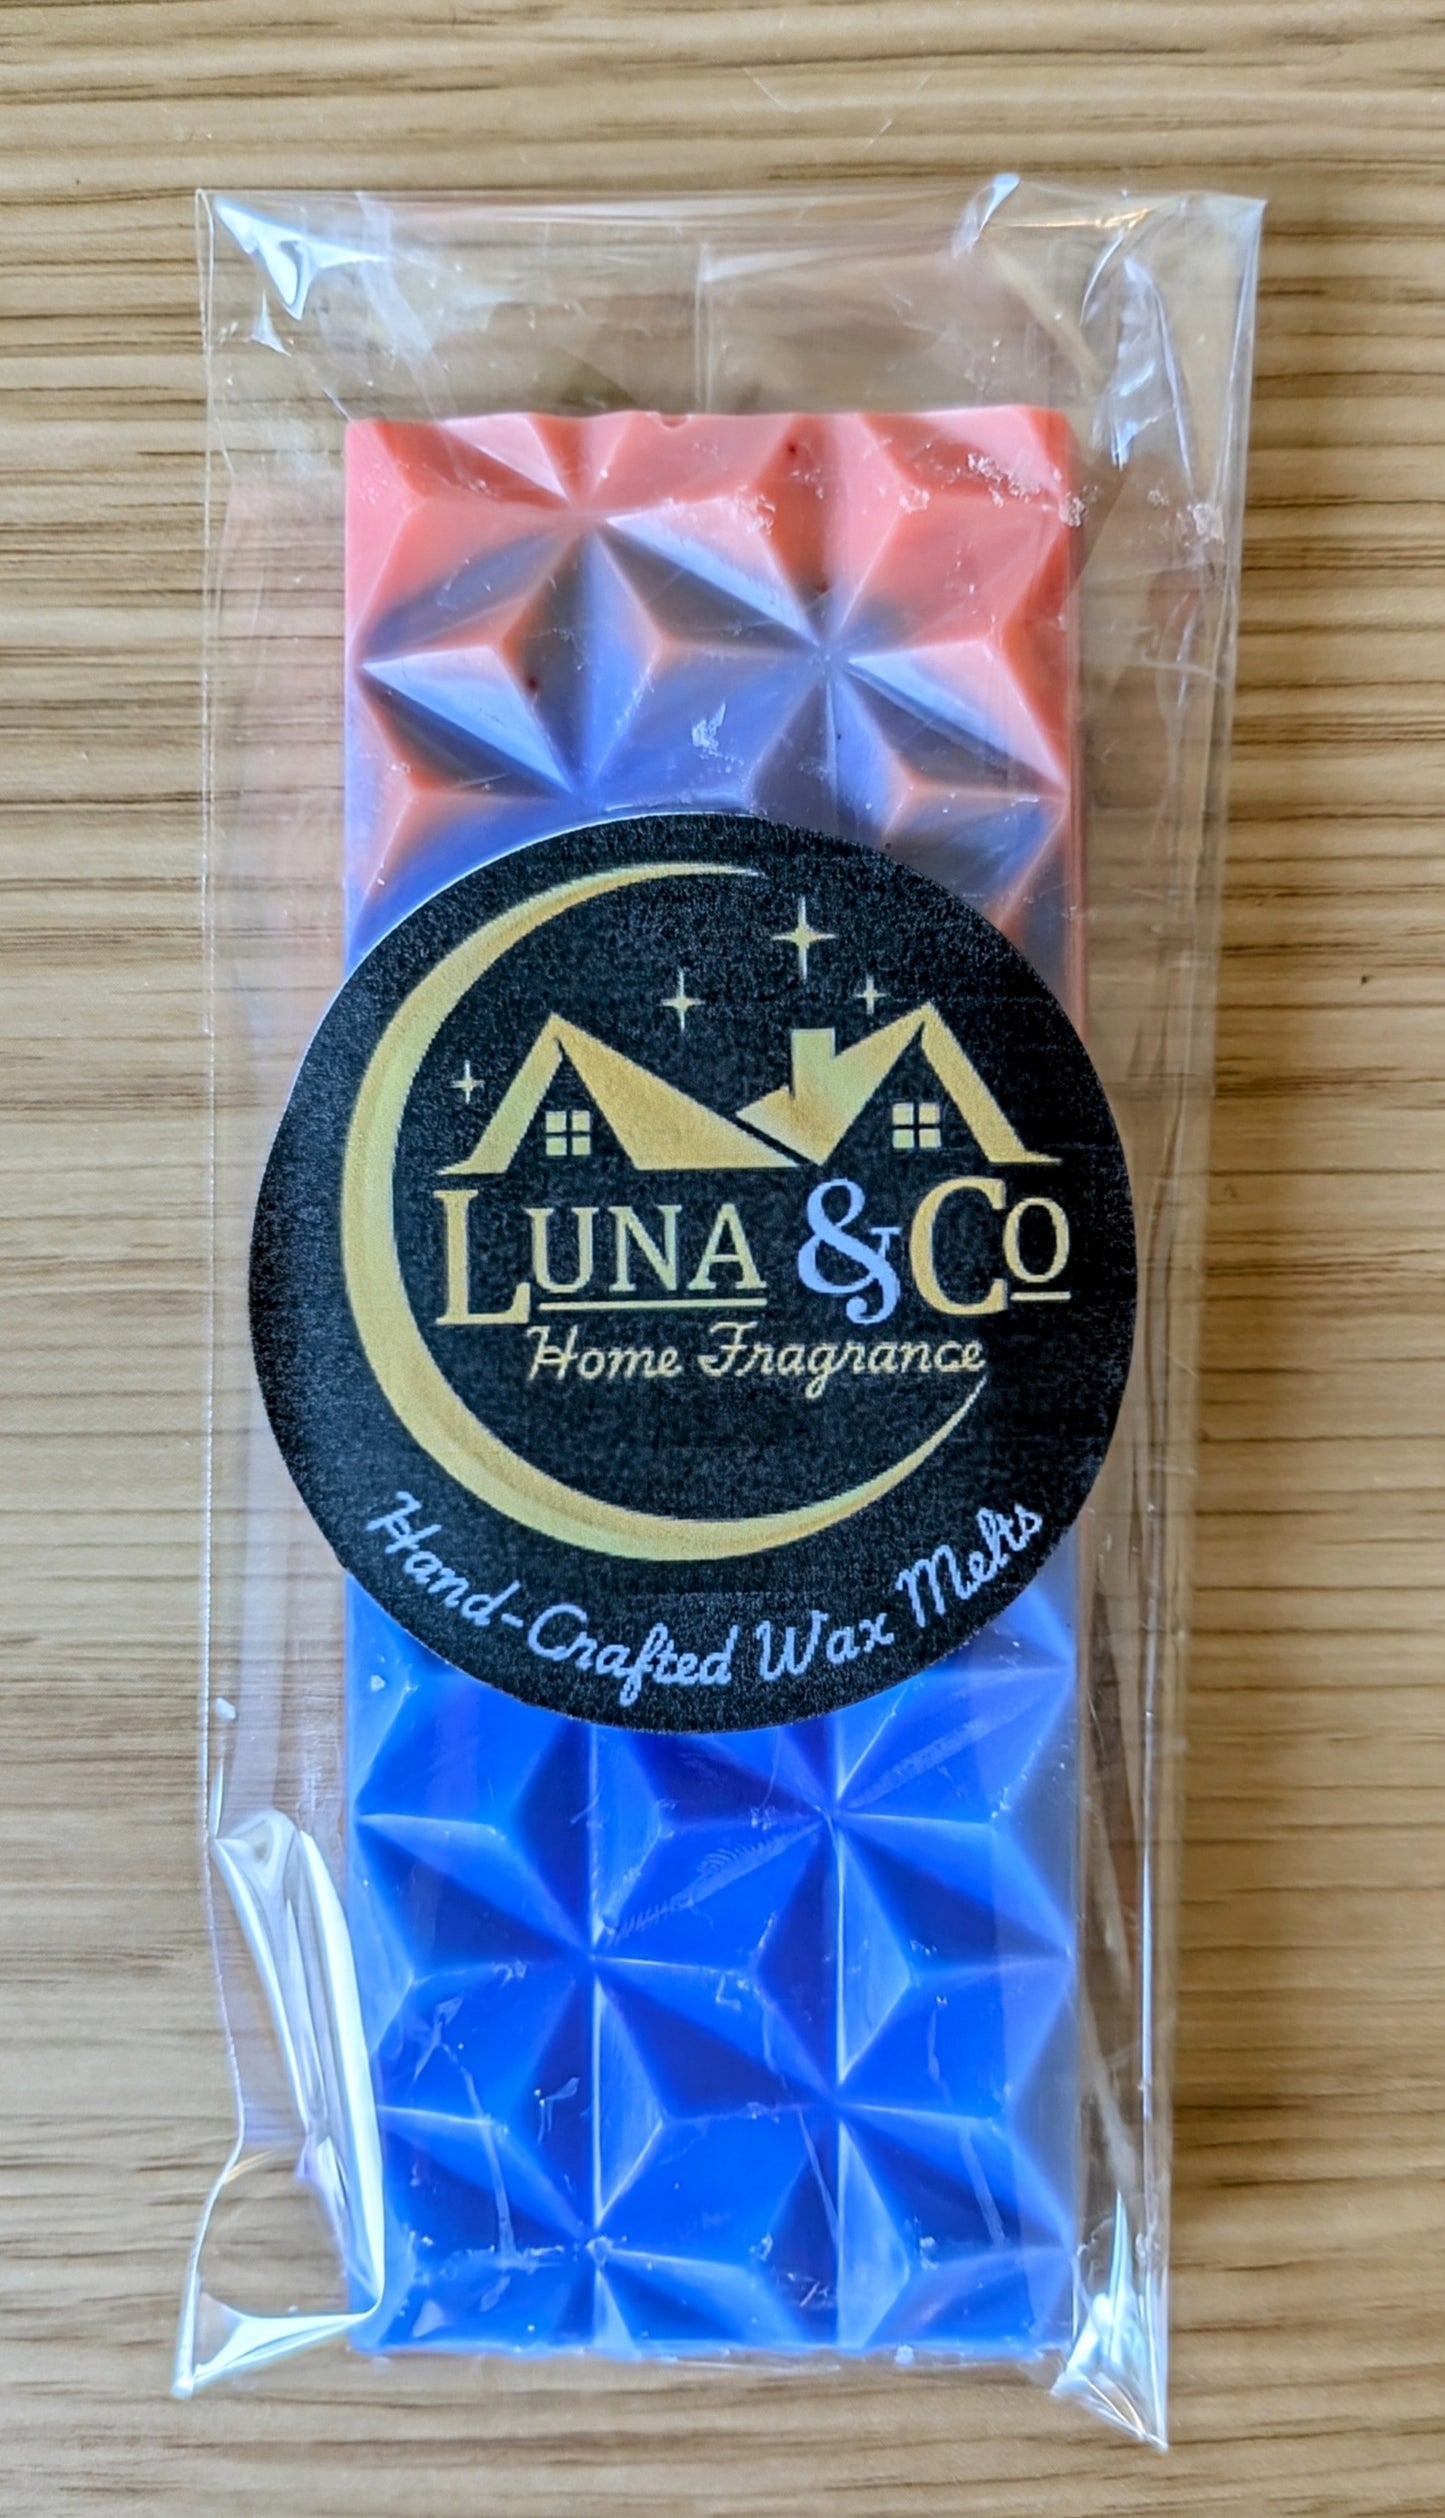 LUNA & CO
Home Fragrance
Hand-Crafted Wax Melts